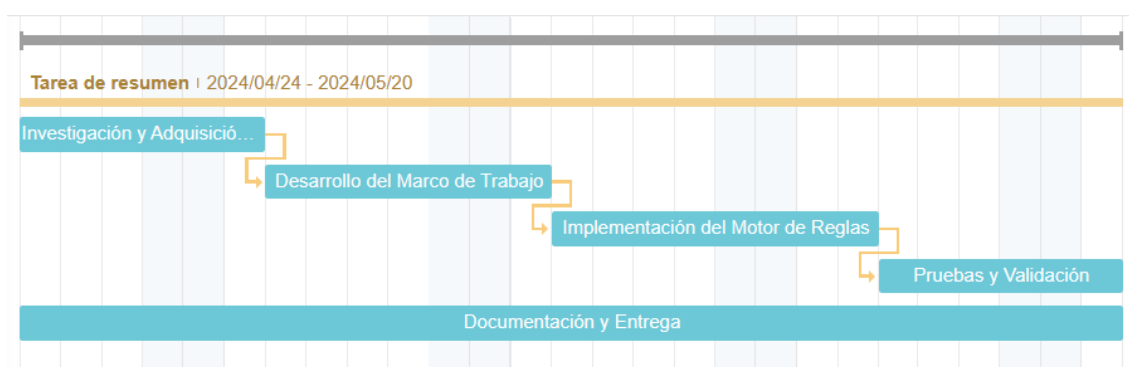 Tarea de resumen | 2024/04/24 - 2024/05/20
Investigación y Adquisició...
Desarrollo del Marco de Trabajo
Implementación del Motor de Reglas
Pruebas y Validación
Documentación y Entrega